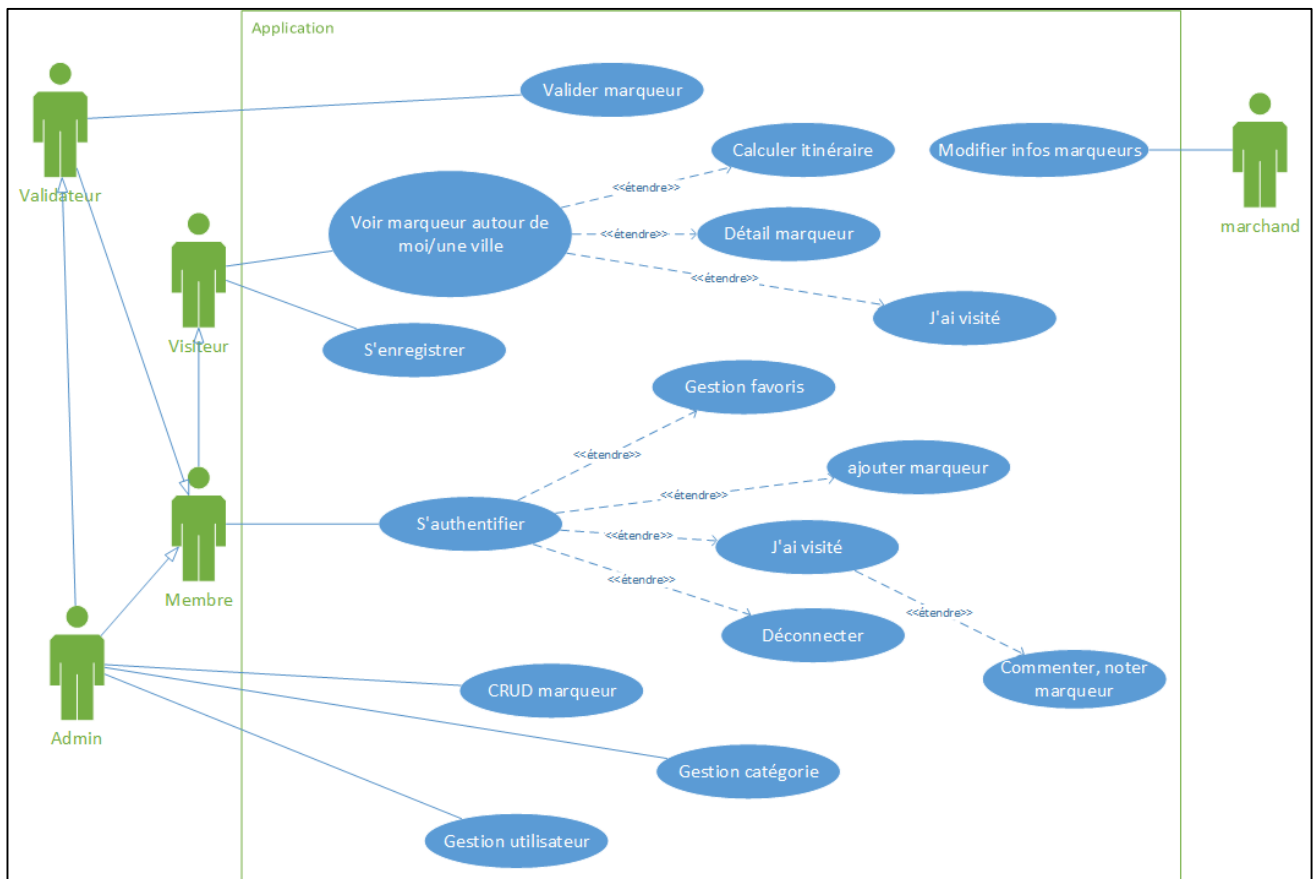 Application
Valider marqueur
Calculer itinéraire
Modifier infos marqueurs
<<étendre>>
Validateur
Voir marqueur autour de
moi/une ville
<<étendre>>
Détail marqueur
marchand
<<étendre>>
J'ai visité
Visiteur
S'enregistrer
Gestion favoris
<<étendre>>
ajouter marqueur
<<étendre>>
S'authentifier
<<étendre>>
J'ai visité
<<étendre>>
Membre
<<étendre>>
Déconnecter
Commenter, noter
marqueur
CRUD marqueur
Admin
Gestion catégorie
Gestion utilisateur